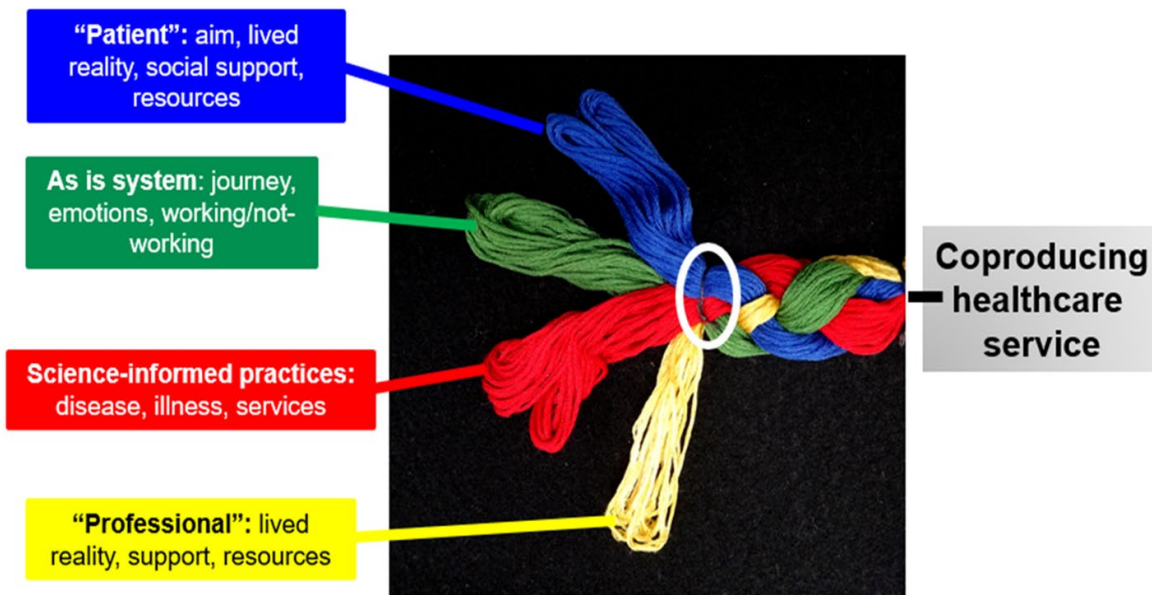 “Patient”: aim, lived
reality, social support,
resources
As is system: journey,
emotions, working/not-
working
Science-informed practices:
disease, illness, services
“Professional”: lived
reality, support, resources
Coproducing
healthcare
service